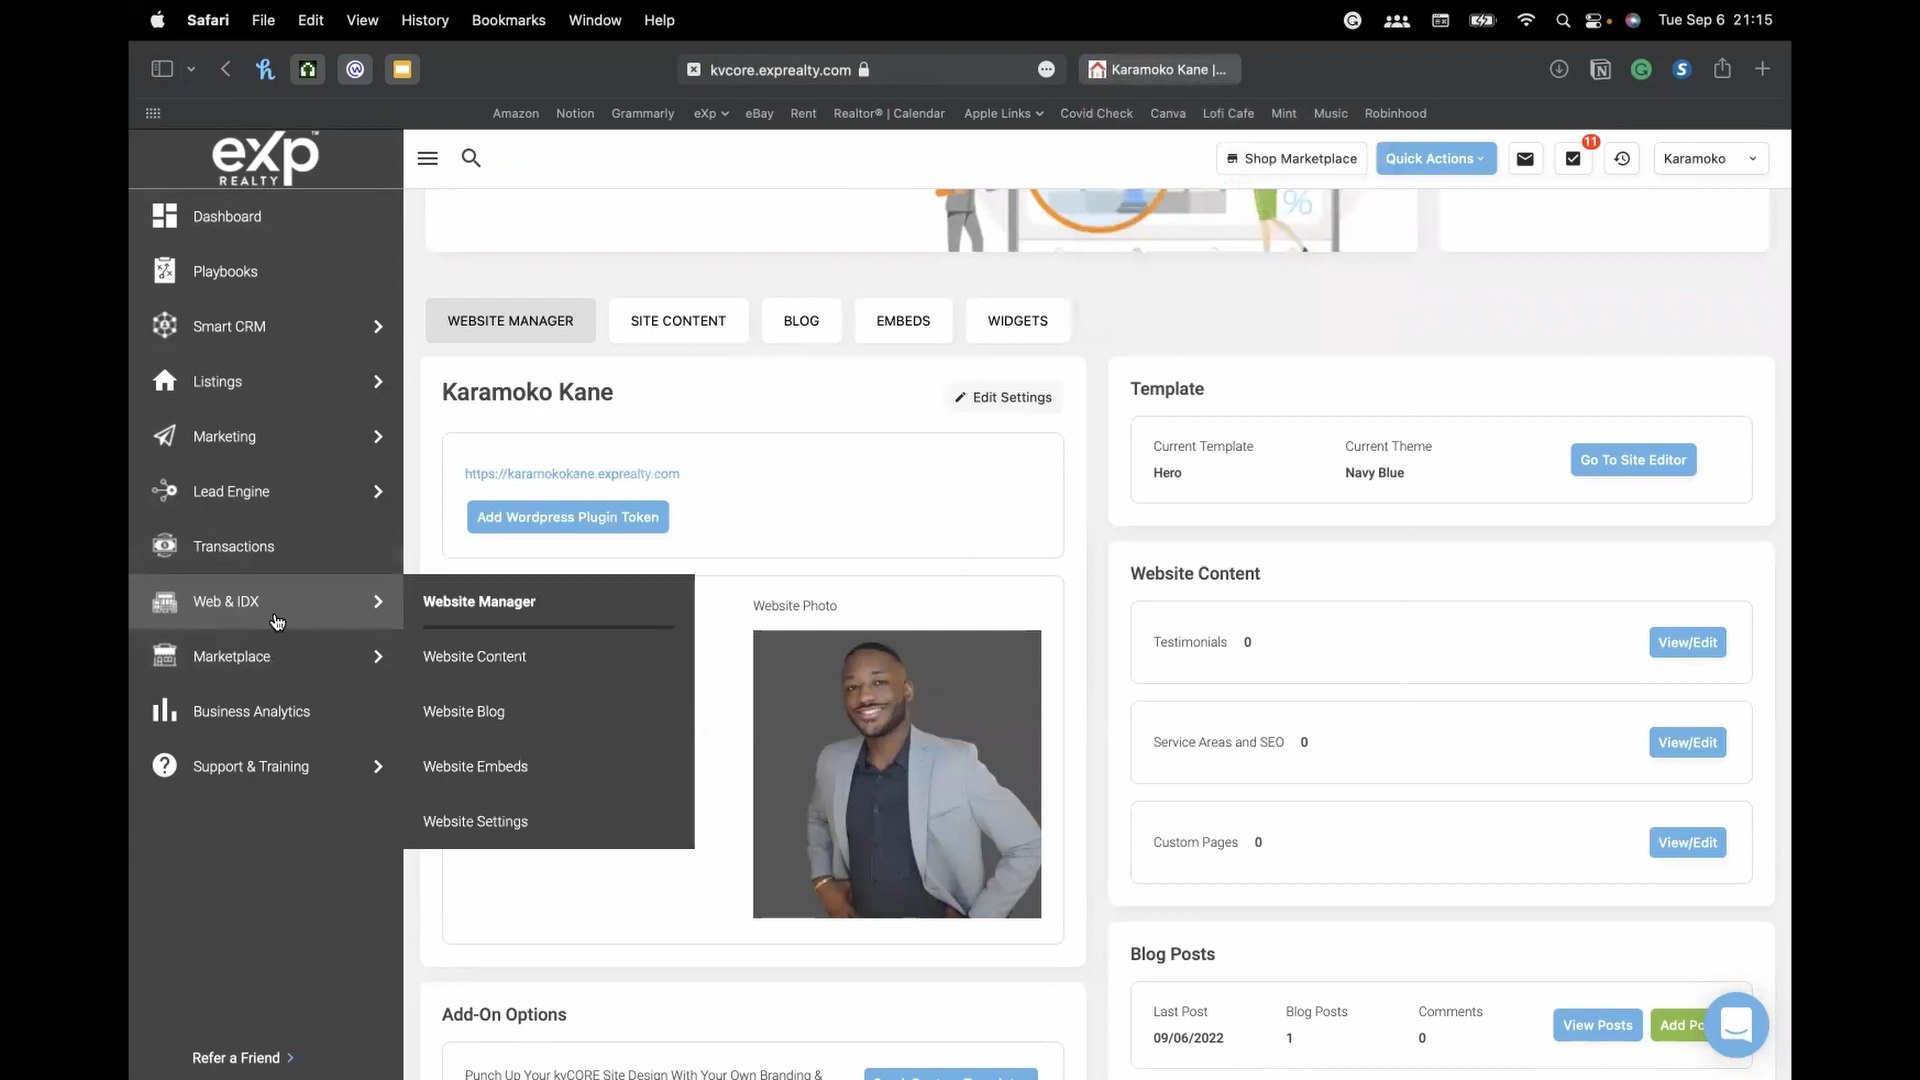 Safari File Edit View History Bookmarks Window Help Tue Sep 6 21:15
kvcore.exprealty.com Karamoko Kane |...
Amazon Notion Grammarly eXp eBay Rent Realtor® | Calendar Apple Links Covid Check Canva Lofi Cafe Mint Music Robinhood
exp™
REALTY
Shop Marketplace Quick Actions 11 Karamoko
Dashboard
Playbooks
Smart CRM
Listings
Marketing
Lead Engine
Transactions
Web & IDX
Marketplace
Business Analytics
Support & Training
Refer a Friend >
Website Manager
Website Content
Website Blog
Website Embeds
Website Settings
%
WEBSITE MANAGER SITE CONTENT BLOG EMBEDS WIDGETS
Karamoko Kane Edit Settings
https://karamokokane.exprealty.com
Add Wordpress Plugin Token
Website Photo
Add-On Options
Punch Up Your kvCORE Site Design With Your Own Branding &
Template
Current Template Current Theme
Hero Navy Blue
Go To Site Editor
Website Content
Testimonials 0 View/Edit
Service Areas and SEO 0 View/Edit
Custom Pages 0 View/Edit
Blog Posts
Last Post Blog Posts Comments
09/06/2022 1 0
View Posts Add Po